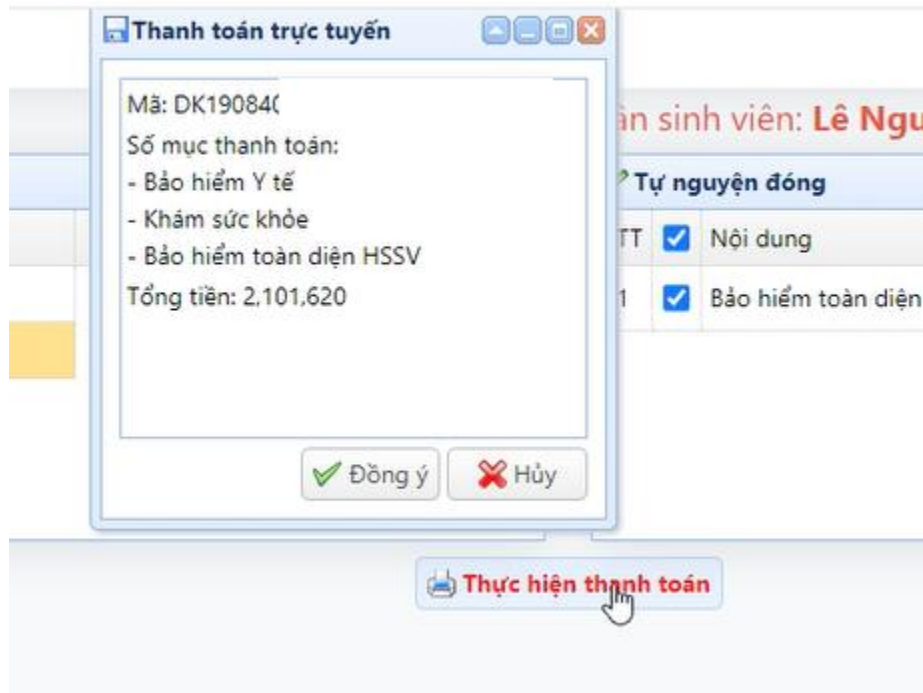 Thanh toán trực tuyến
Mã: DK19084
Số mục thanh toán:
- Bảo hiểm Y tế
- Khám sức khỏe
- Bảo hiểm toàn diện HSSV
Tổng tiền: 2,101,620
Đồng ý
Hủy
sinh viên: Lê
Tự nguyện đóng
Nội dung
1
Bảo hiểm toàn diện
Thực hiện thanh toán